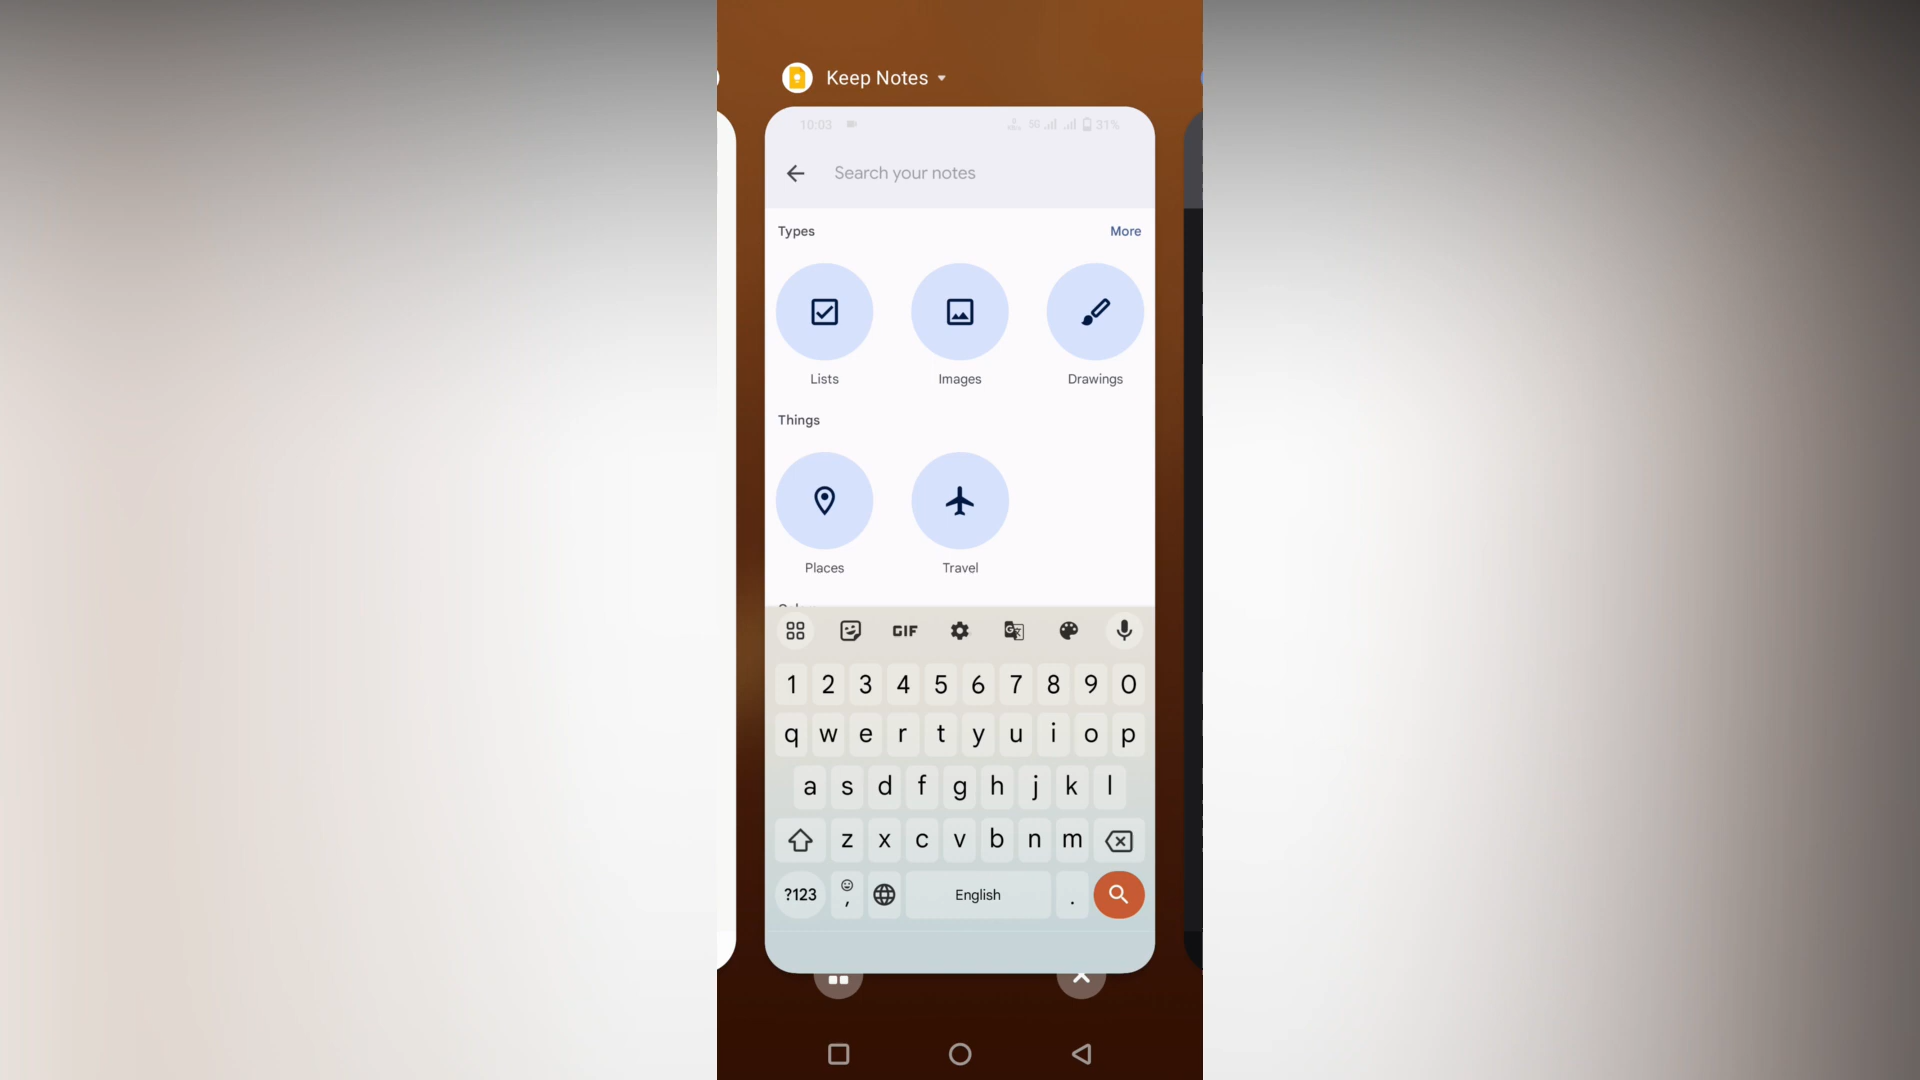 Keep Notes
10:03 5G 31%
Search your notes
Types More
Lists Images Drawings
Things
Places Travel
GIF
1 2 3 4 5 6 7 8 9 0
q w e r t y u i o p
a s d f g h j k l
z x c v b n m
?123 , English .